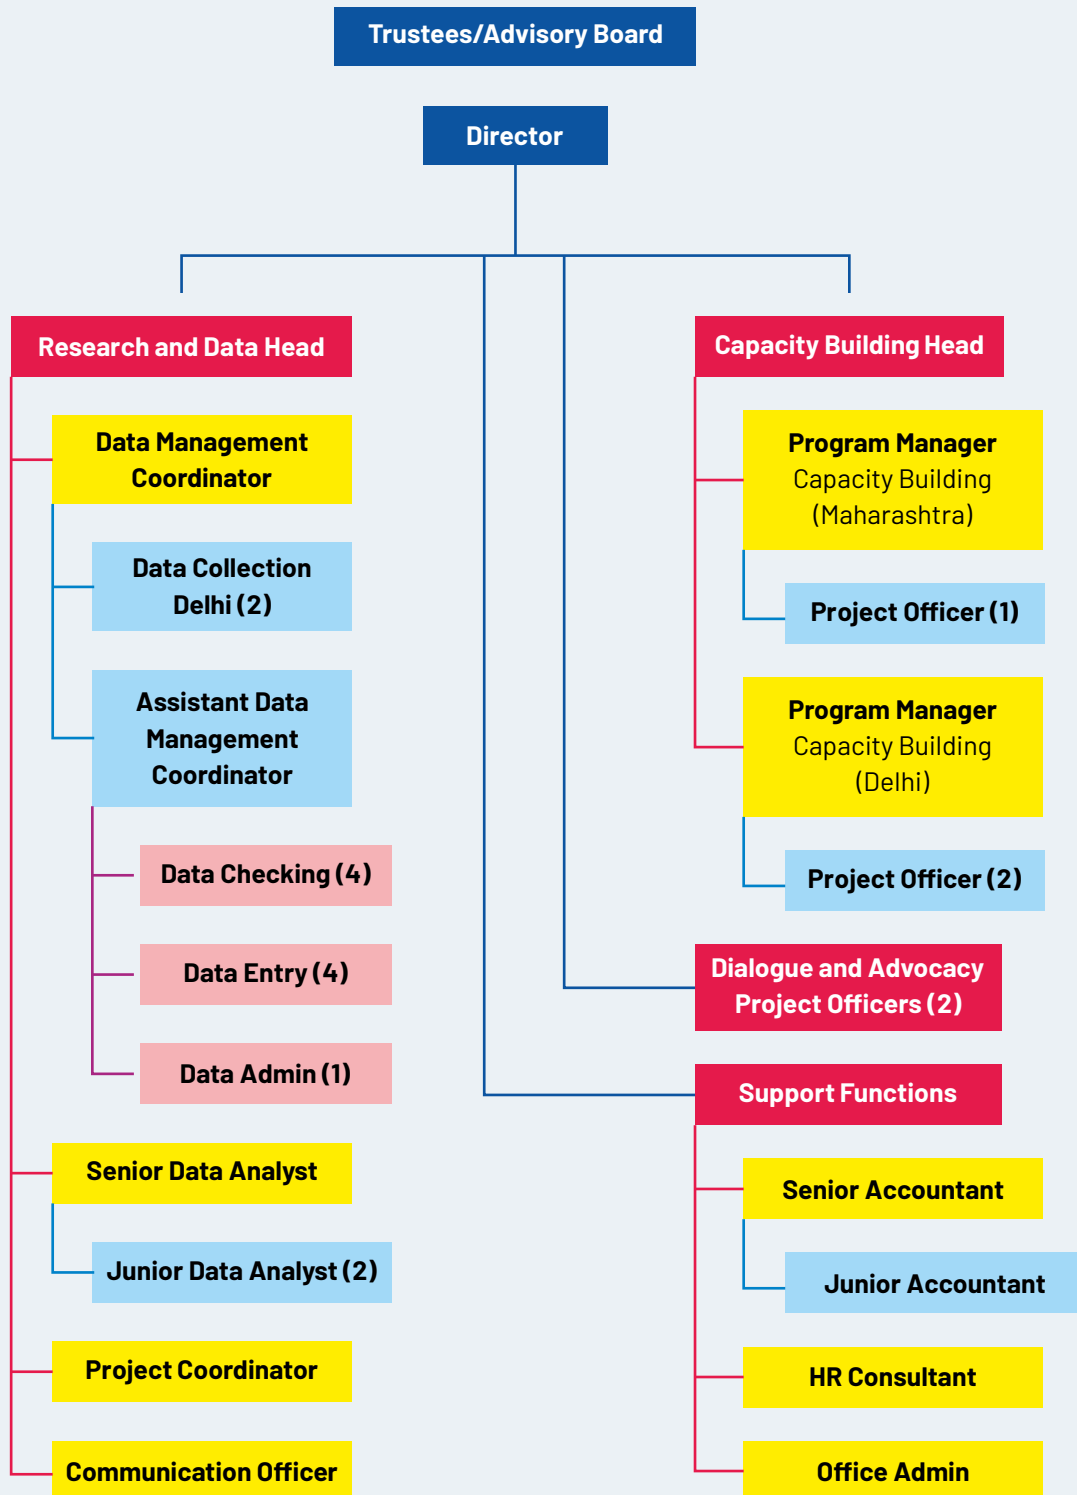 Trustees/Advisory Board
Director
Research and Data Head
Data Management
Coordinator
Data Collection
Delhi (2)
Assistant Data
Management
Coordinator
Data Checking (4)
Data Entry (4)
Data Admin (1)
Senior Data Analyst
Junior Data Analyst (2)
Project Coordinator
Communication Officer
Capacity Building Head
Program Manager
Capacity Building
(Maharashtra)
Project Officer (1)
Program Manager
Capacity Building
(Delhi)
Project Officer (2)
Dialogue and Advocacy
Project Officers (2)
Support Functions
Senior Accountant
Junior Accountant
HR Consultant
Office Admin